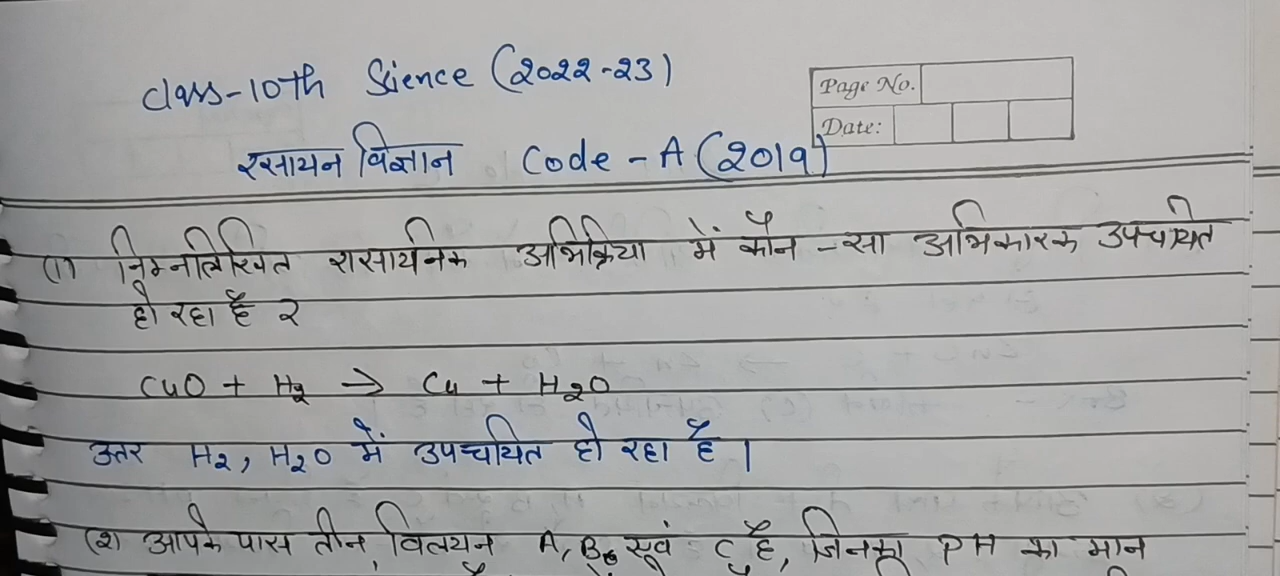 Class-10th Science (2022-23)
Page No.
Date:
रसायन विज्ञान Code - A (2019)
(1) निम्नलिखित रासायनिक अभिक्रिया में कौन-सा अभिकारक उपचयित
हो रहा है ?
CuO + H2 → Cu + H2O
उत्तर H2, H2O में उपचयित हो रहा है।
(2) आपके पास तीन विलयन A, B एवं C है, जिनका PH का मान